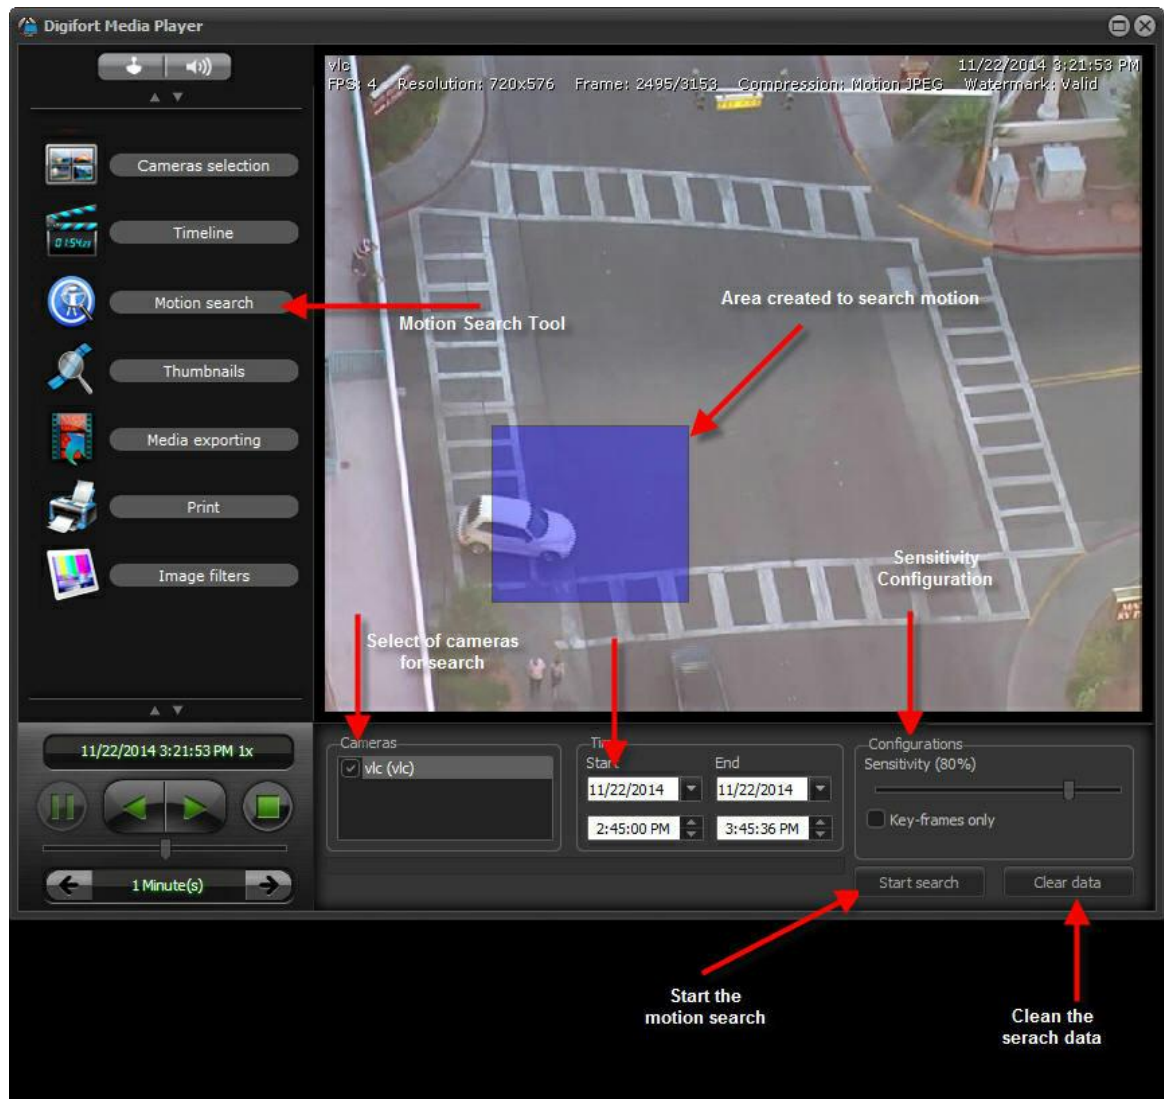 Digifort Media Player
vlc
11/22/2014 3:21:53 PM
FPS: 4 Resolution: 720x576 Frame: 2495/3153 Compression: Motion JPEG Watermark: Valid
Cameras selection
Timeline
Motion search
Thumbnails
Media exporting
Print
Image filters
Motion Search Tool
Area created to search motion
Sensitivity
Configuration
Select of cameras
for search
11/22/2014 3:21:53 PM 1x
1 Minute(s)
Cameras
vlc (vlc)
Start
End
11/22/2014
11/22/2014
2:45:00 PM
3:45:36 PM
Configurations
Sensitivity (80%)
Key-frames only
Start search
Clear data
Start the
motion search
Clean the
serach data